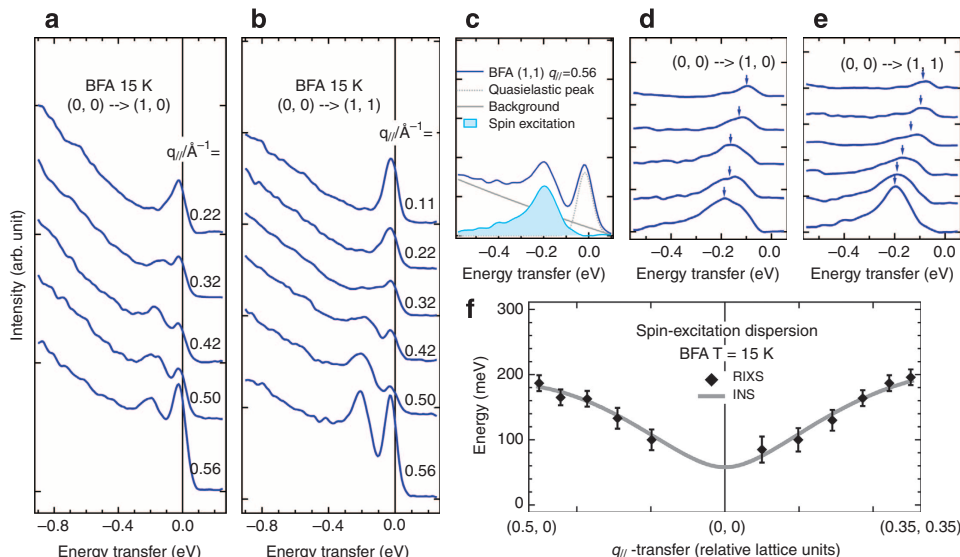 a
BFA 15 K
(0, 0) --> (1, 0)
q//Å⁻¹ =
0.22
0.32
0.42
0.50
0.56
Intensity (arb. unit)
−0.8
−0.4
0.0
Energy transfer (eV)
b
BFA 15 K
(0, 0) --> (1, 1)
q///Å⁻¹ =
0.11
0.22
0.32
0.42
0.50
0.56
−0.8
−0.4
0.0
Energy transfer (eV)
c
BFA (1,1) q//=0.56
Quasielastic peak
Background
Spin excitation
−0.4
−0.2
0.0
Energy transfer (eV)
d
(0, 0) --> (1, 0)
−0.4
−0.2
0.0
Energy transfer (eV)
e
(0, 0) --> (1, 1)
−0.4
−0.2
0.0
Energy transfer (eV)
f
300
200
100
0
Energy (meV)
Spin-excitation dispersion
BFA T = 15 K
RIXS
INS
(0.5, 0)
(0, 0)
(0.35, 0.35)
q// -transfer (relative lattice units)